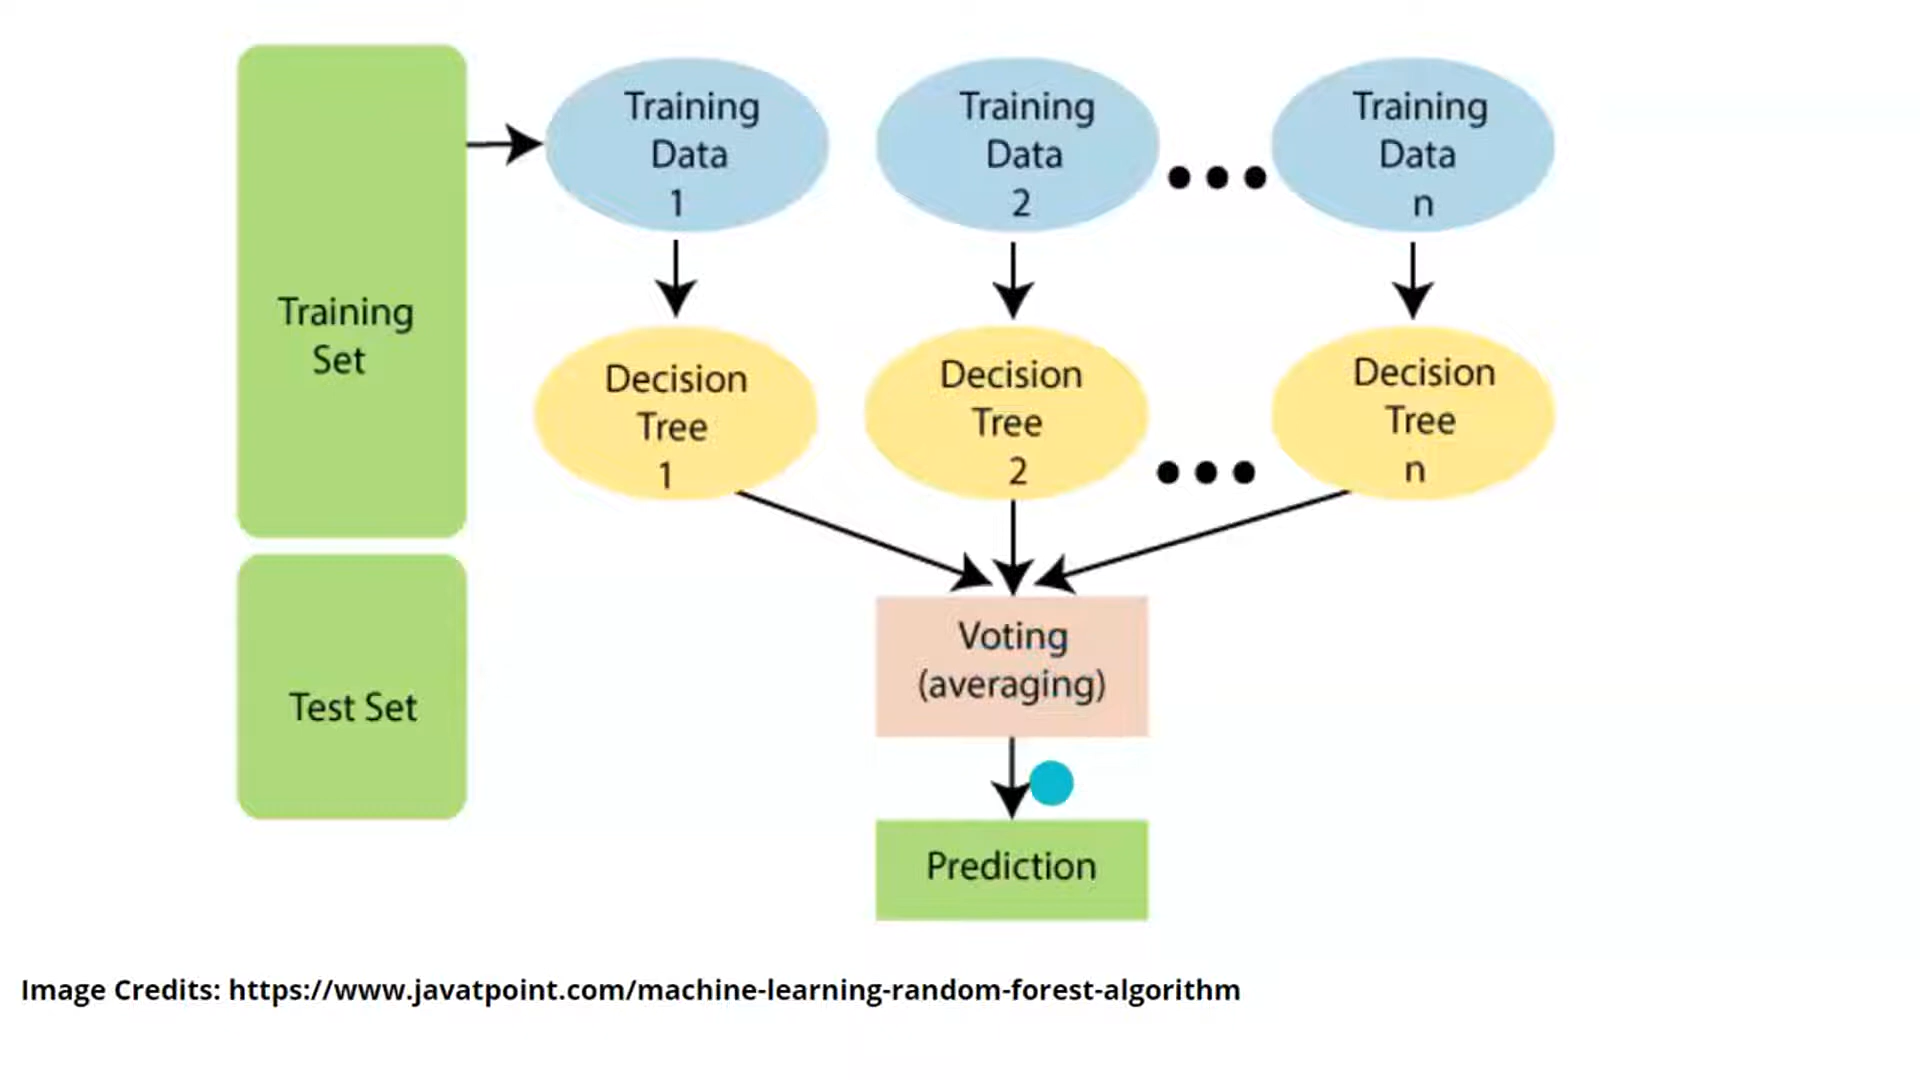 Training
Set
Test Set
Training
Data
1
Training
Data
2
Training
Data
n
Decision
Tree
1
Decision
Tree
2
Decision
Tree
n
Voting
(averaging)
Prediction
Image Credits: https://www.javatpoint.com/machine-learning-random-forest-algorithm